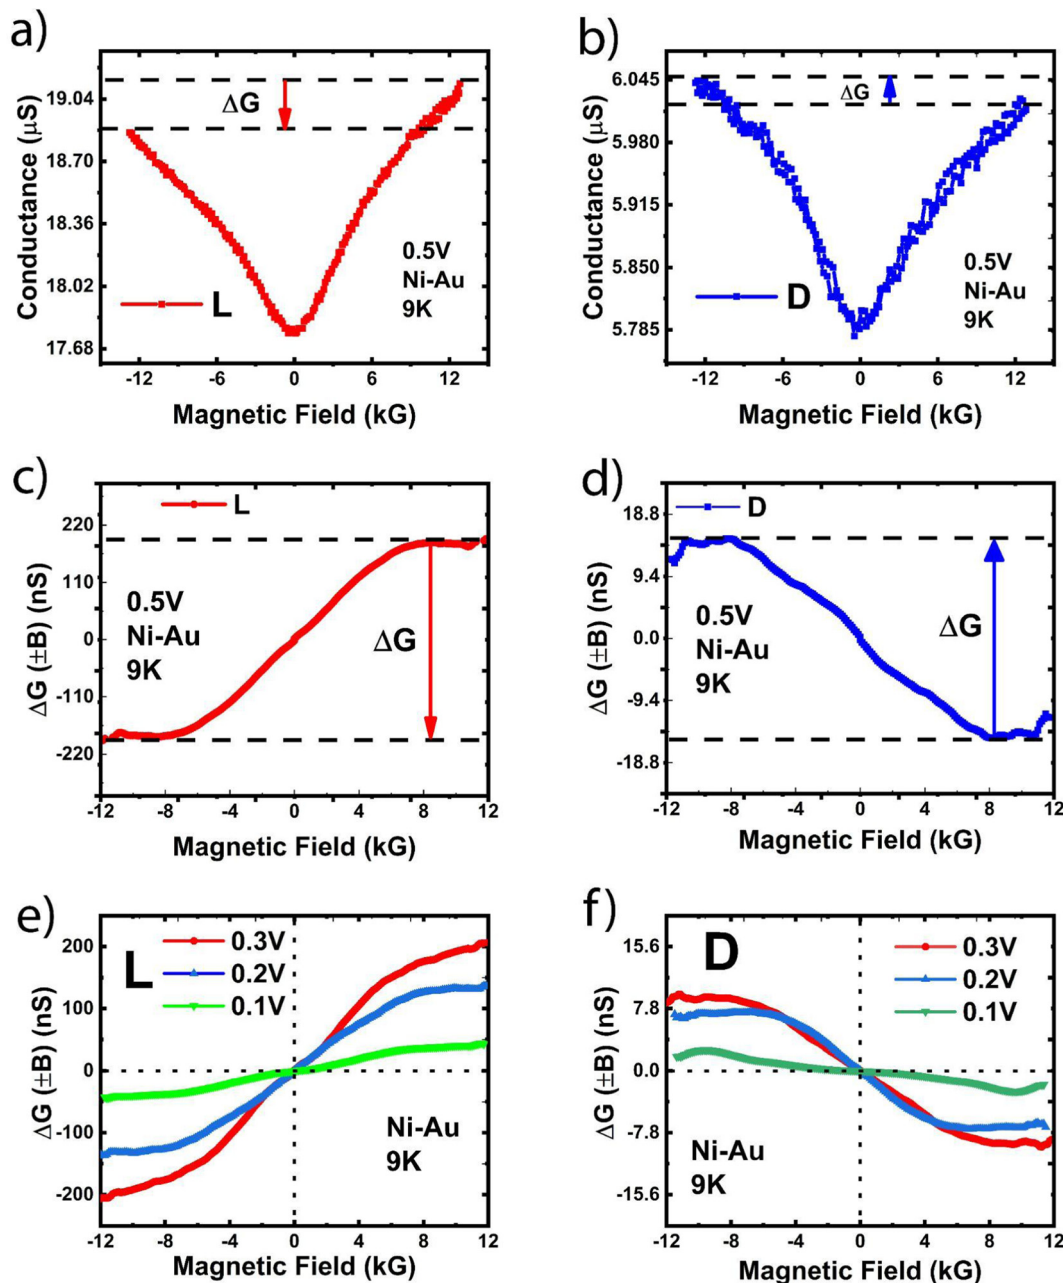 a)
Conductance (μS)
19.04
18.70
18.36
18.02
17.68
ΔG
0.5V
Ni-Au
9K
L
-12 -6 0 6 12
Magnetic Field (kG)
b)
Conductance (μS)
6.045
5.980
5.915
5.850
5.785
ΔG
0.5V
Ni-Au
9K
D
-12 -6 0 6 12
Magnetic Field (kG)
c)
ΔG (±B) (nS)
220
110
0
-110
-220
L
0.5V
Ni-Au
9K
ΔG
-12 -8 -4 0 4 8 12
Magnetic Field (kG)
d)
ΔG (±B) (nS)
18.8
9.4
0.0
-9.4
-18.8
D
0.5V
Ni-Au
9K
ΔG
-12 -8 -4 0 4 8 12
Magnetic Field (kG)
e)
ΔG (±B) (nS)
200
100
0
-100
-200
L
0.3V
0.2V
0.1V
Ni-Au
9K
-12 -8 -4 0 4 8 12
Magnetic Field (kG)
f)
ΔG (±B) (nS)
15.6
7.8
0.0
-7.8
-15.6
D
0.3V
0.2V
0.1V
Ni-Au
9K
-12 -8 -4 0 4 8 12
Magnetic Field (kG)